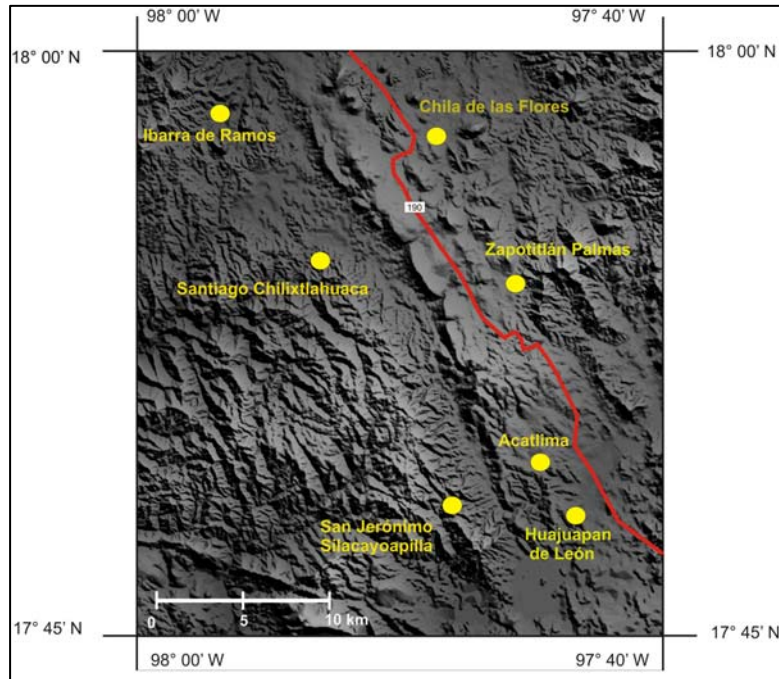 98° 00’ W
97° 40’ W
18° 00’ N
18° 00’ N
Chila de las Flores
Ibarra de Ramos
190
Zapotitlán Palmas
Santiago Chilixtlahuaca
Acatlima
San Jerónimo
Silacayoapilla
Huajuapan
de León
0
5
10 km
17° 45’ N
17° 45’ N
98° 00’ W
97° 40’ W